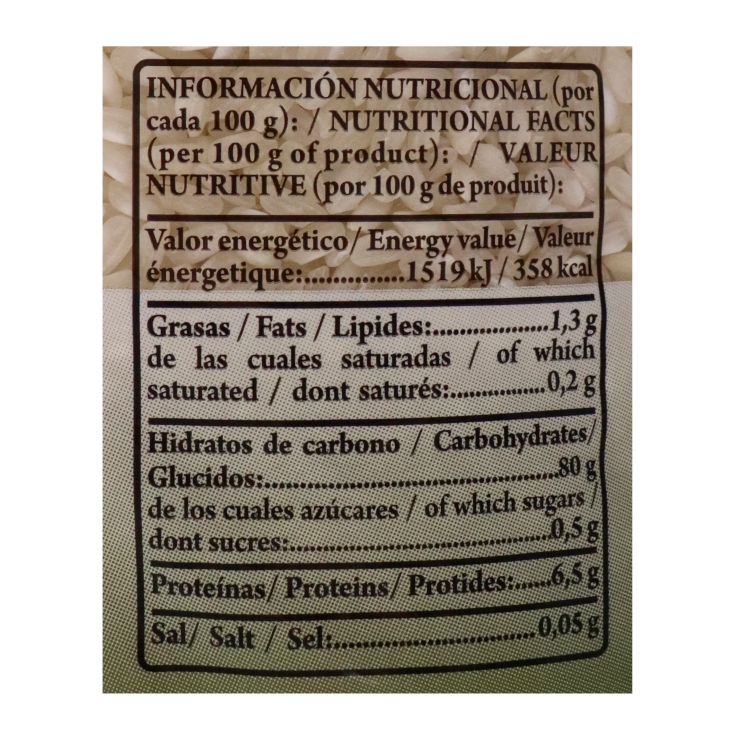 INFORMACIÓN NUTRICIONAL (por
cada 100 g): / NUTRITIONAL FACTS
(per 100 g of product): / VALEUR
NUTRITIVE (por 100 g de produit):
Valor energético/Energy value/Valeur
énergetique:................1519 kJ / 358 kcal
Grasas / Fats / Lipides:....................1,3 g
de las cuales saturadas / of which
saturated / dont saturés:................0,2 g
Hidratos de carbono / Carbohydrates/
Glucidos:....................................................80 g
de los cuales azúcares / of which sugars /
dont sucres:..............................................0,5 g
Proteínas/ Proteins/ Protides:......6,5 g
Sal/ Salt / Sel:...................................0,05 g